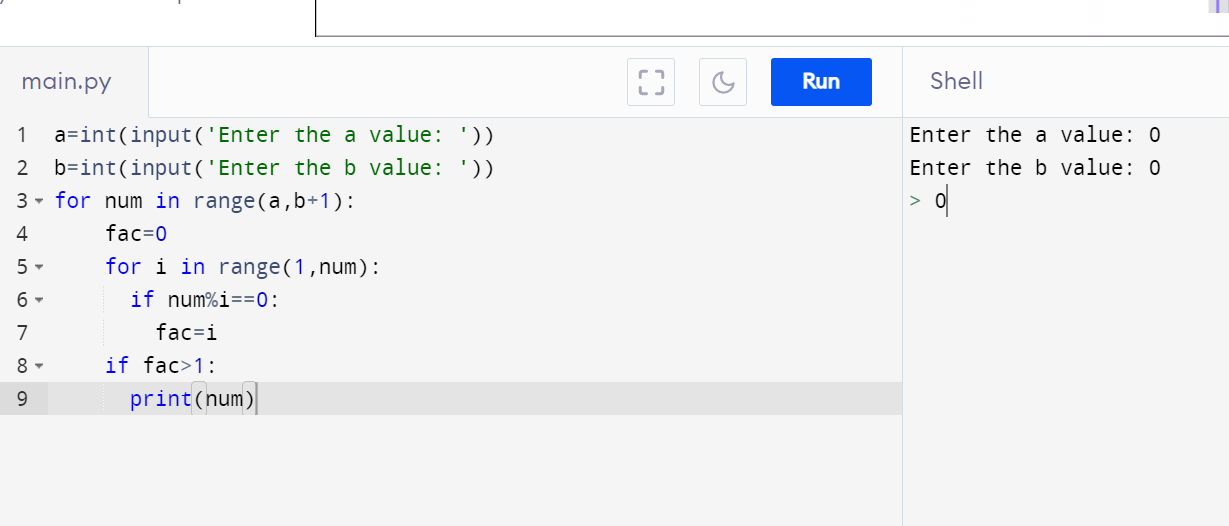 main.py
Run
Shell
1 a=int(input('Enter the a value: '))
2 b=int(input('Enter the b value: '))
3 for num in range(a,b+1):
4 fac=0
5 for i in range(1,num):
6 if num%i==0:
7 fac=i
8 if fac>1:
9 print(num)
Enter the a value: 0
Enter the b value: 0
> 0